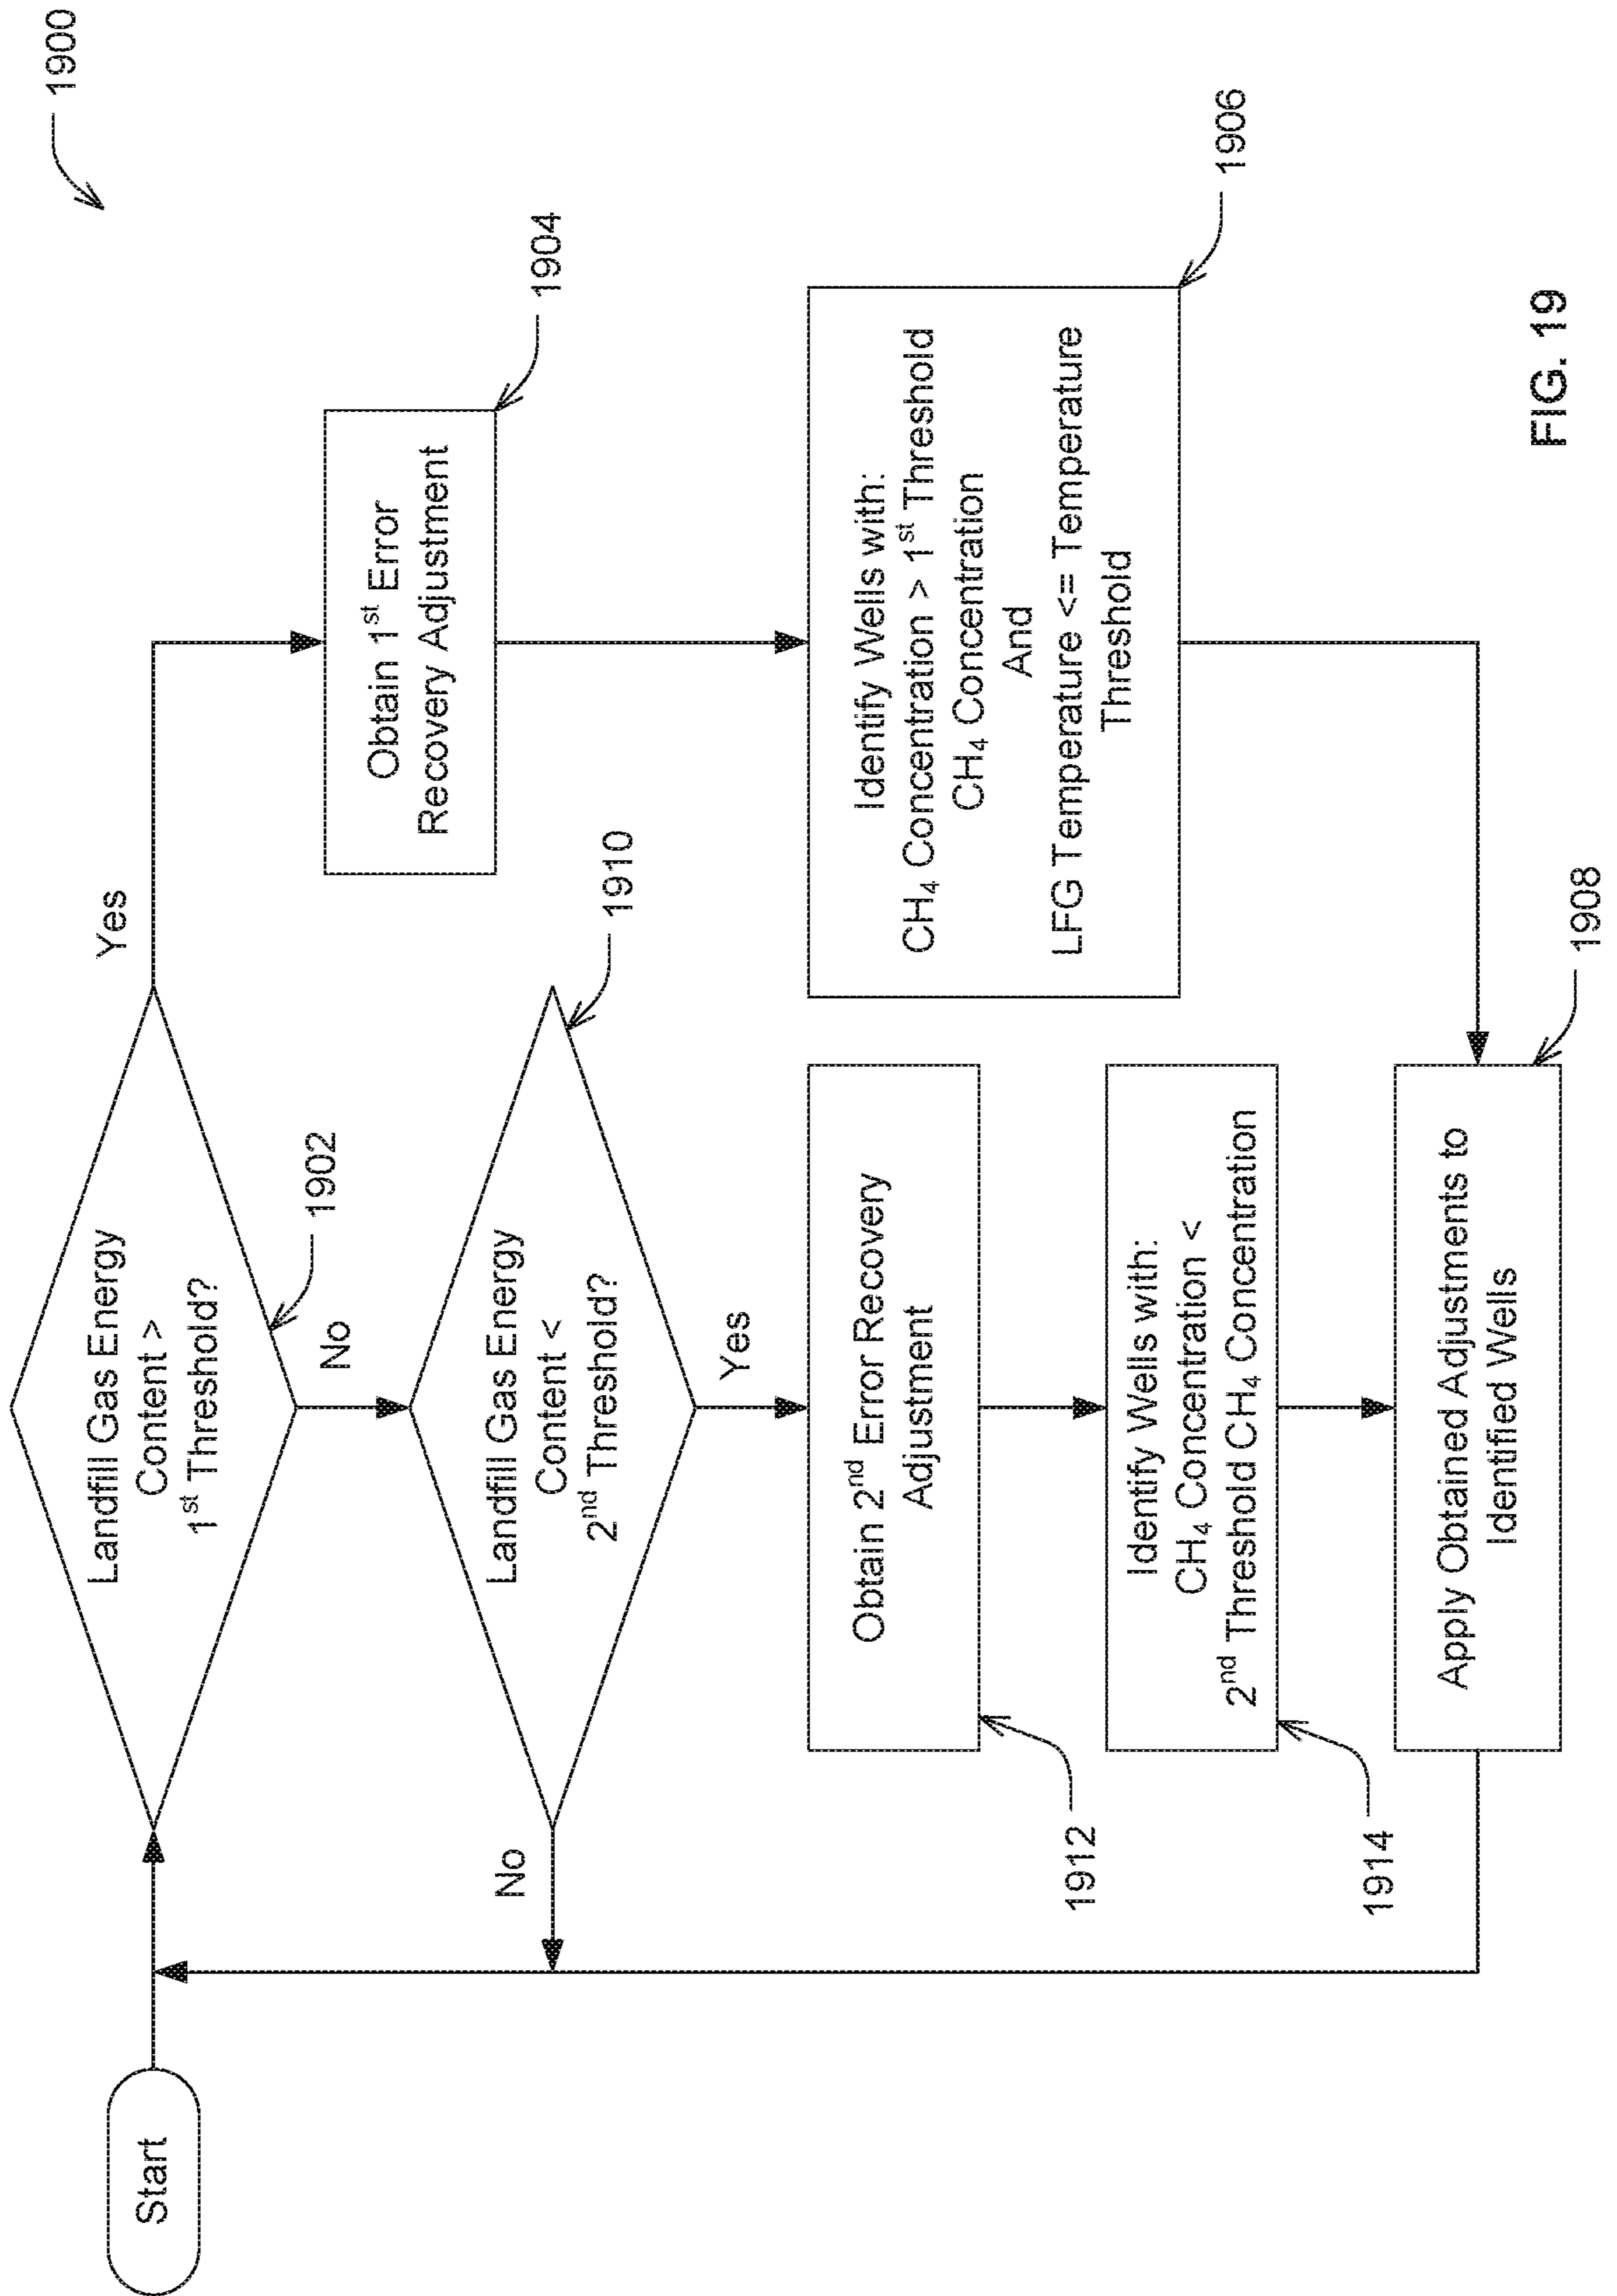 1900
Start
Landfill Gas Energy
Content >
1st Threshold?
1902
Yes
No
Obtain 1st Error
Recovery Adjustment
1904
Landfill Gas Energy
Content <
2nd Threshold?
1910
No
Yes
Identify Wells with:
CH₄ Concentration > 1st Threshold
CH₄ Concentration
And
LFG Temperature <= Temperature
Threshold
1906
Obtain 2nd Error Recovery
Adjustment
1912
Identify Wells with:
CH₄ Concentration <
2nd Threshold CH₄ Concentration
1914
Apply Obtained Adjustments to
Identified Wells
1908
FIG. 19